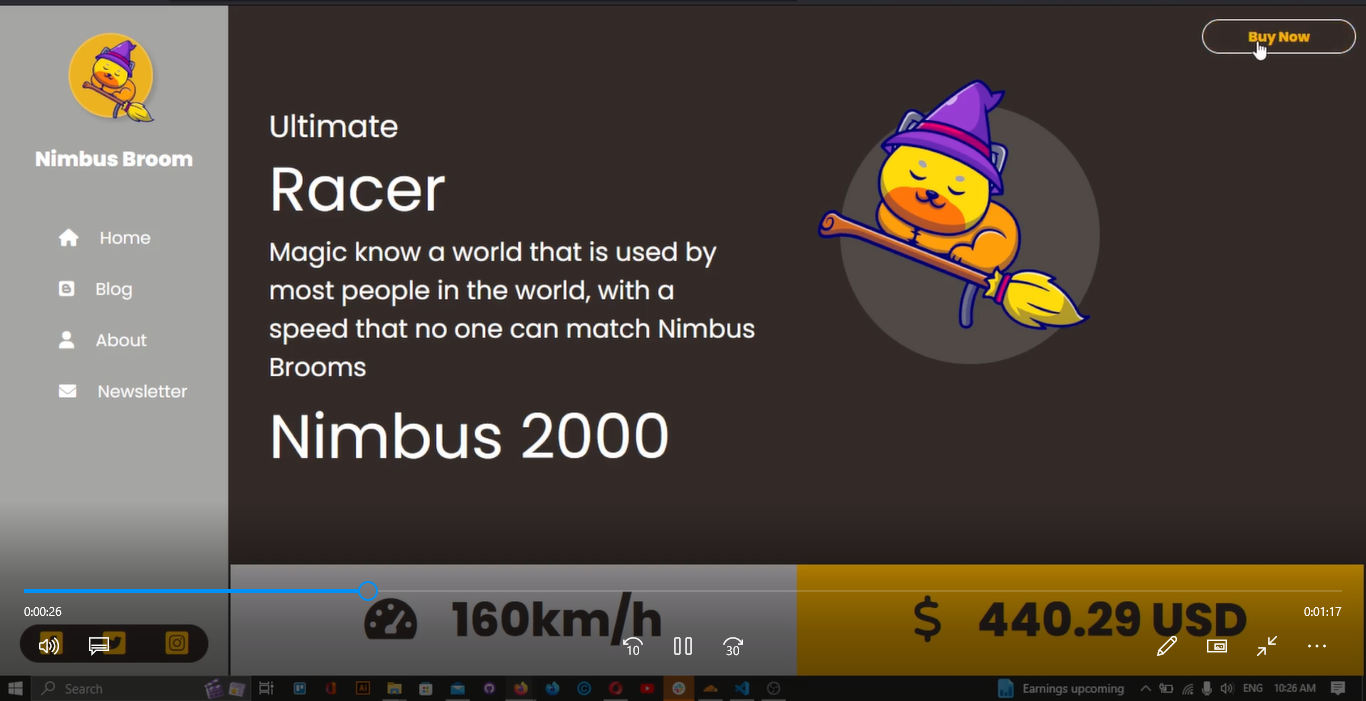 Buy Now
Nimbus Broom
Home
Blog
About
Newsletter
Ultimate
Racer
Magic know a world that is used by
most people in the world, with a
speed that no one can match Nimbus
Brooms
Nimbus 2000
0:00:26
0:01:17
160km/h
$ 440.29 USD
10
30
Search
Ai
Earnings upcoming
ENG
10:26 AM